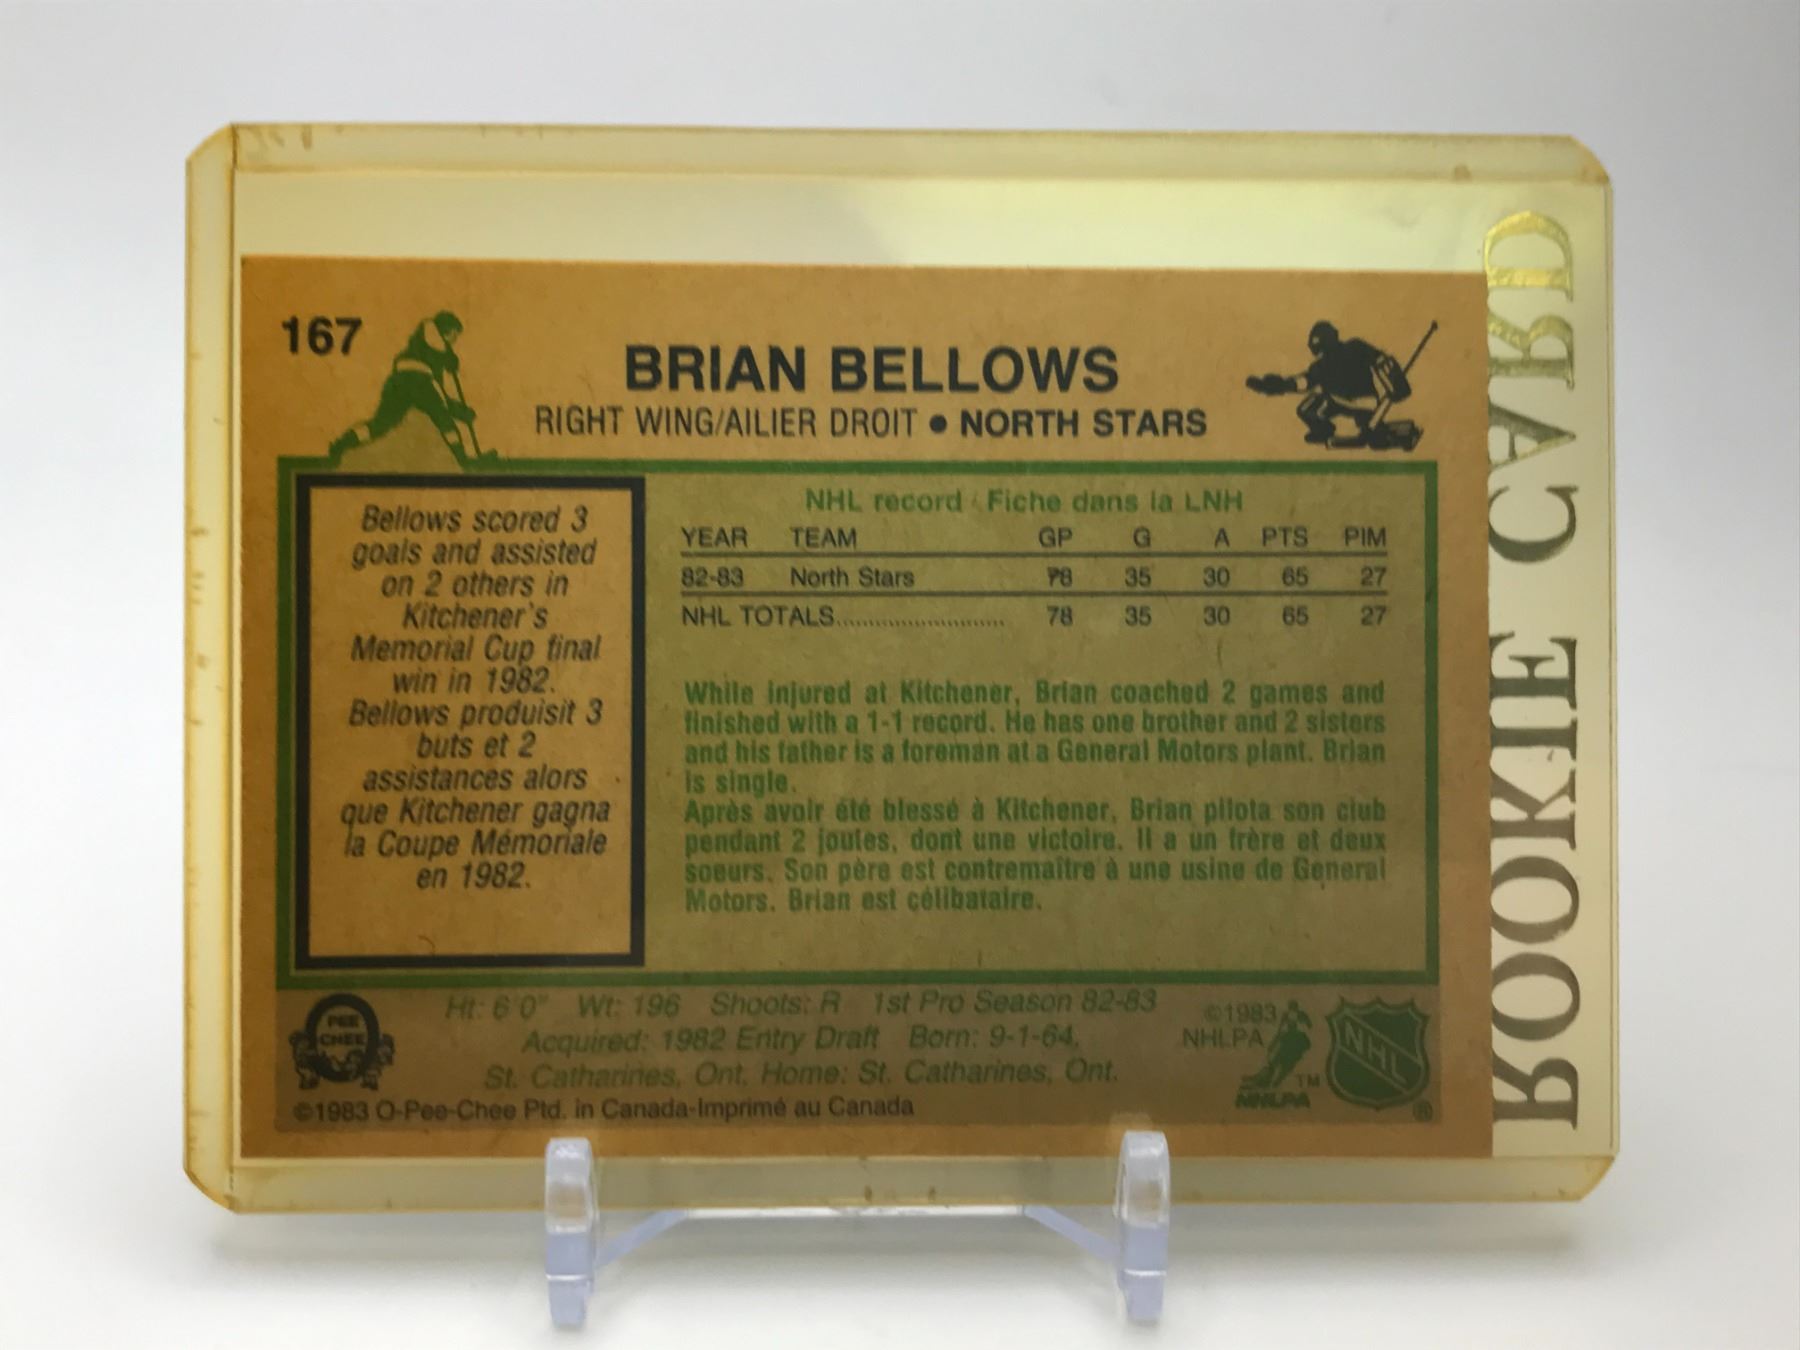 167
BRIAN BELLOWS
RIGHT WING/AILIER DROIT • NORTH STARS
Bellows scored 3
goals and assisted
on 2 others in
Kitchener's
Memorial Cup final
win in 1982.
Bellows produisit 3
buts et 2
assistances alors
que Kitchener gagna
la Coupe Mémoriale
en 1982.
NHL record · Fiche dans la LNH
YEAR TEAM GP G A PTS PIM
82-83 North Stars 78 35 30 65 27
NHL TOTALS.......................... 78 35 30 65 27
While injured at Kitchener, Brian coached 2 games and
finished with a 1-1 record. He has one brother and 2 sisters
and his father is a foreman at a General Motors plant. Brian
is single.
Après avoir été blessé à Kitchener, Brian pilota son club
pendant 2 joules, dont une victoire. Il a un frère et deux
soeurs. Son père est contremaître à une usine de General
Motors. Brian est célibataire.
PEE
CHEE
Ht: 6'0" Wt: 196 Shoots: R 1st Pro Season 82-83
Acquired: 1982 Entry Draft Born: 9-1-64,
St. Catharines, Ont. Home: St. Catharines, Ont.
©1983
NHLPA
TM
NHLPA
NHL
®
©1983 O-Pee-Chee Ptd. in Canada-Imprimé au Canada
ROOKIE CARD